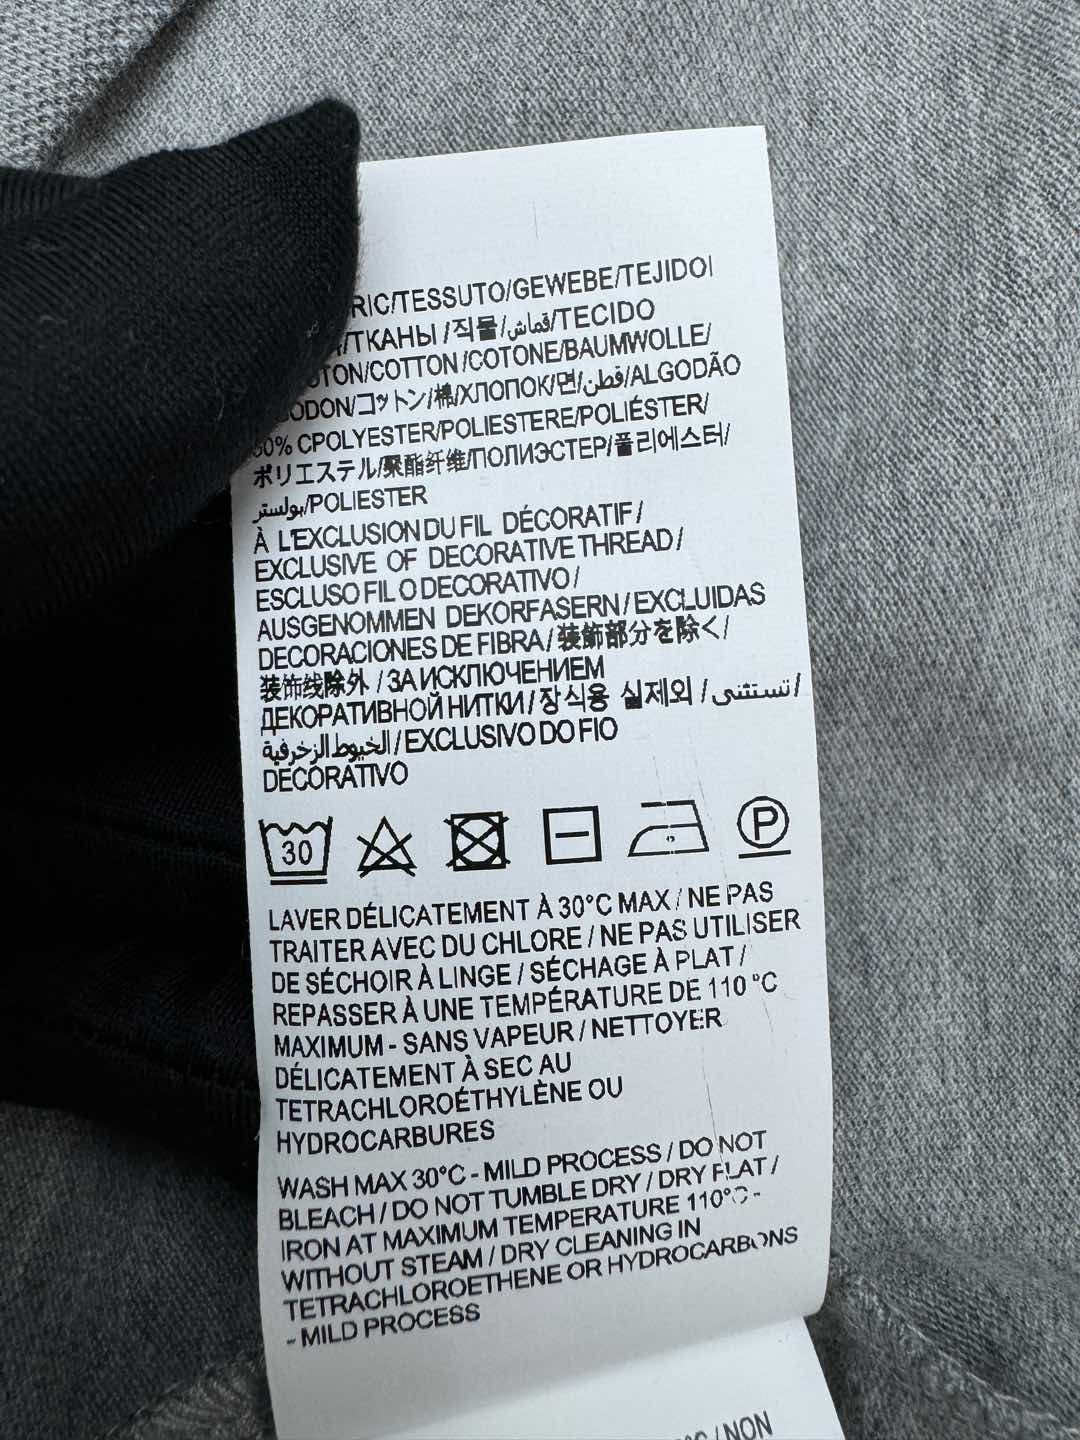 RIC/TESSUTO/GEWEBE/TEJIDO/
/ТКАНЫ /직물/قماش/TECIDO
TON/COTTON /COTONE/BAUMWOLLE/
ODON/コットン/棉/ХЛОПОК/면/قطن/ALGODÃO
50% CPOLYESTER/POLIESTERE/POLIÉSTER/
ポリエステル/聚酯纤维/ПОЛИЭСТЕР/폴리에스터/
بولستر/POLIESTER
À L'EXCLUSION DU FIL DÉCORATIF /
EXCLUSIVE OF DECORATIVE THREAD /
ESCLUSO FIL O DECORATIVO /
AUSGENOMMEN DEKORFASERN / EXCLUIDAS
DECORACIONES DE FIBRA / 装飾部分を除く/
装饰线除外 / ЗА ИСКЛЮЧЕНИЕМ
ДЕКОРАТИВНОЙ НИТКИ / 장식용 실제외 / تستثنى /
الخيوط الزخرفية / EXCLUSIVO DO FIO
DECORATIVO
30 P
LAVER DÉLICATEMENT À 30°C MAX / NE PAS
TRAITER AVEC DU CHLORE / NE PAS UTILISER
DE SÉCHOIR À LINGE / SÉCHAGE À PLAT /
REPASSER À UNE TEMPÉRATURE DE 110 °C
MAXIMUM - SANS VAPEUR / NETTOYER
DÉLICATEMENT À SEC AU
TETRACHLOROÉTHYLÈNE OU
HYDROCARBURES
WASH MAX 30°C - MILD PROCESS / DO NOT
BLEACH / DO NOT TUMBLE DRY / DRY FLAT /
IRON AT MAXIMUM TEMPERATURE 110°C -
WITHOUT STEAM / DRY CLEANING IN
TETRACHLOROETHENE OR HYDROCARBONS
- MILD PROCESS
°C / NON